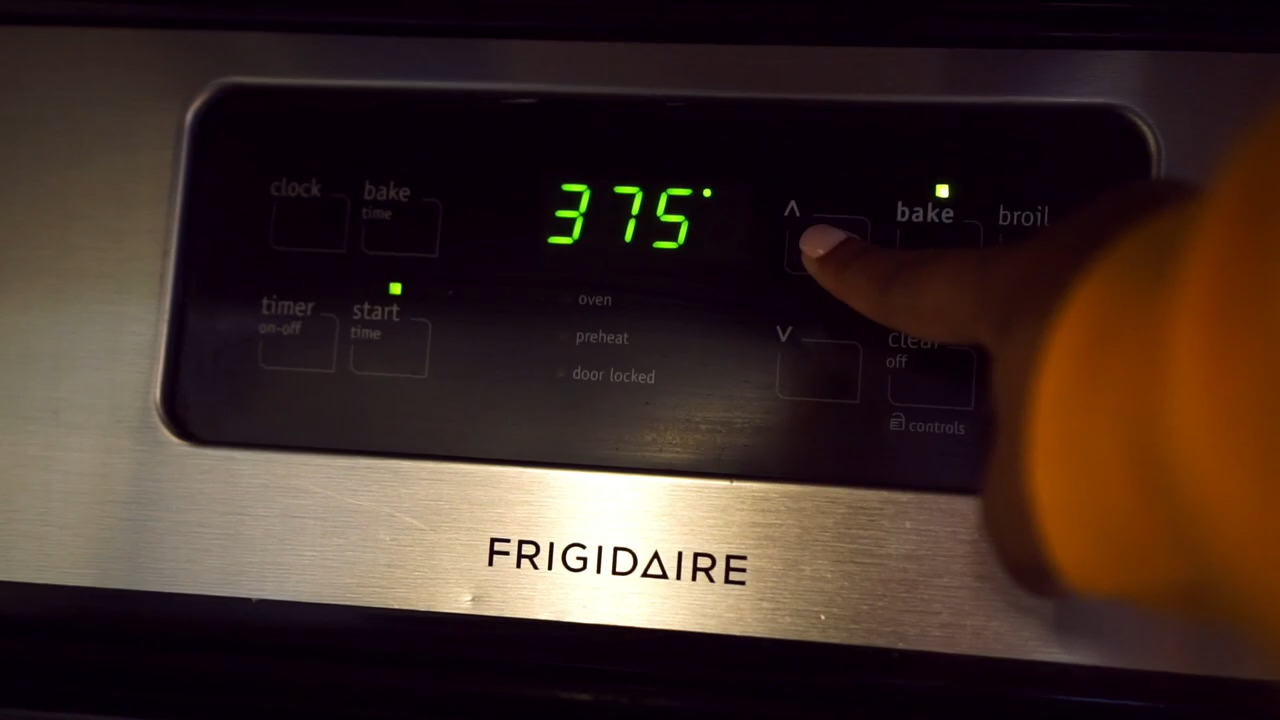 clock
bake
time
375°
^
bake
broil
timer
on-off
start
time
oven
preheat
door locked
v
clear
off
controls
FRIGIDAIRE